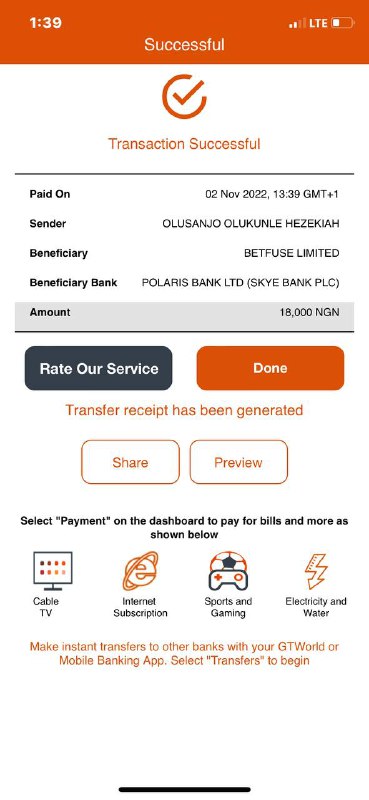 1:39
LTE
Successful
Transaction Successful
Paid On 02 Nov 2022, 13:39 GMT+1
Sender OLUSANJO OLUKUNLE HEZEKIAH
Beneficiary BETFUSE LIMITED
Beneficiary Bank POLARIS BANK LTD (SKYE BANK PLC)
Amount 18,000 NGN
Rate Our Service Done
Transfer receipt has been generated
Share Preview
Select "Payment" on the dashboard to pay for bills and more as
shown below
Cable
TV
Internet
Subscription
Sports and
Gaming
Electricity and
Water
Make instant transfers to other banks with your GTWorld or
Mobile Banking App. Select "Transfers" to begin